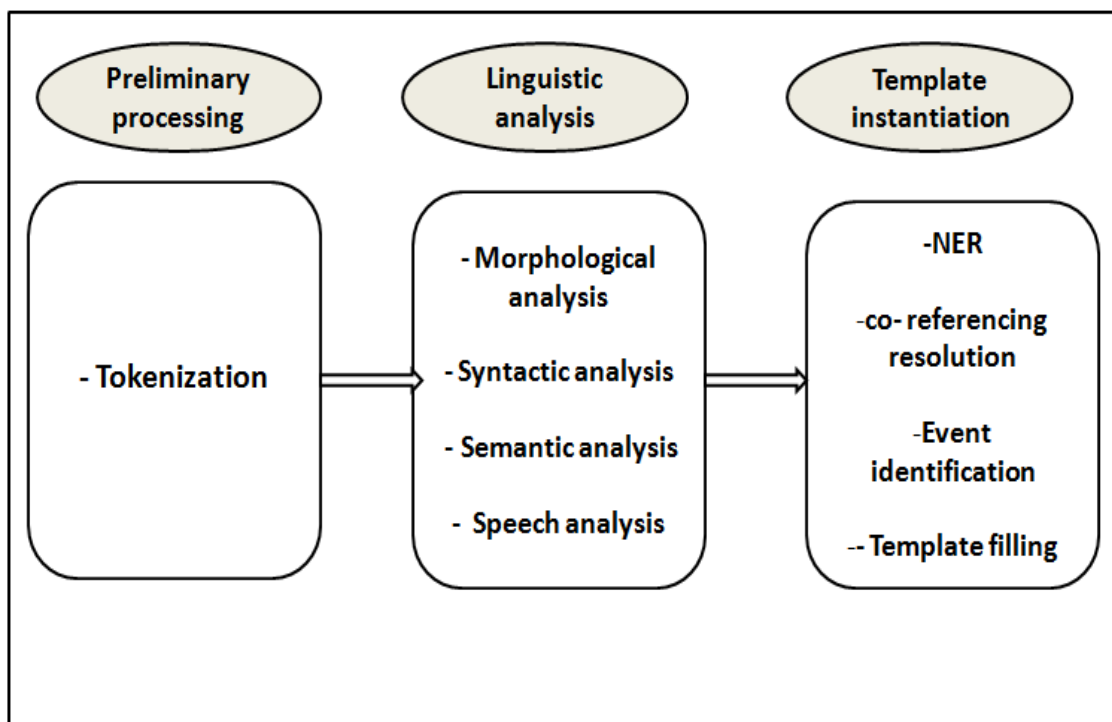 Preliminary
processing
Linguistic
analysis
Template
instantiation
- Tokenization
- Morphological
analysis
- Syntactic analysis
- Semantic analysis
- Speech analysis
-NER
-co- referencing
resolution
-Event
identification
-- Template filling